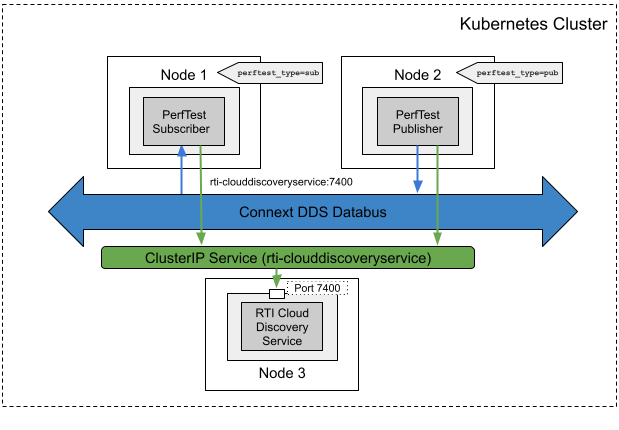 Kubernetes Cluster
Node 1
perftest_type=sub
Node 2
perftest_type=pub
PerfTest
Subscriber
PerfTest
Publisher
rti-clouddiscoveryservice:7400
Connext DDS Databus
ClusterIP Service (rti-clouddiscoveryservice)
Port 7400
RTI Cloud
Discovery
Service
Node 3